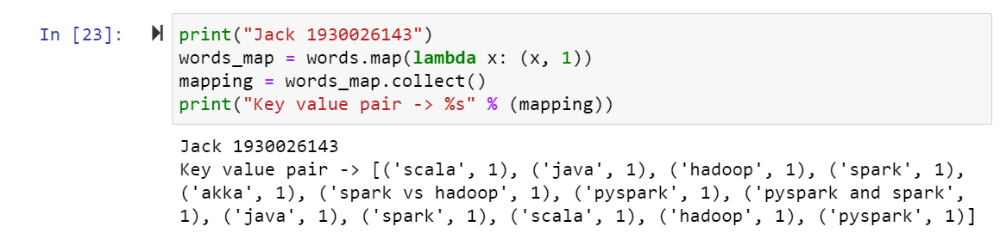 In [23]: print("Jack 1930026143")
words_map = words.map(lambda x: (x, 1))
mapping = words_map.collect()
print("Key value pair -> %s" % (mapping))
Jack 1930026143
Key value pair -> [('scala', 1), ('java', 1), ('hadoop', 1), ('spark', 1),
('akka', 1), ('spark vs hadoop', 1), ('pyspark', 1), ('pyspark and spark',
1), ('java', 1), ('spark', 1), ('scala', 1), ('hadoop', 1), ('pyspark', 1)]